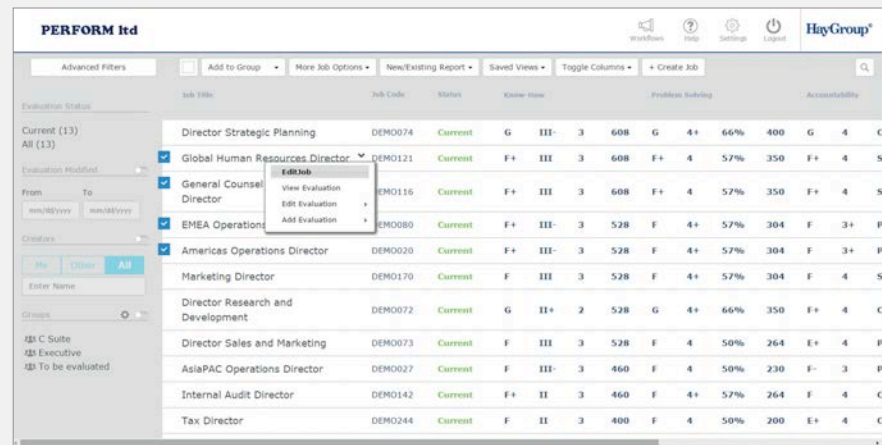 PERFORM ltd
Workflows Help Settings Logout HayGroup®
Advanced Filters Add to Group More Job Options New/Existing Report Saved Views Toggle Columns + Create Job
Job Title Job Code Status Know-How Problem Solving Accountability
Evaluation Status
Current (13)
All (13)
Evaluation Modified
From To
mm/dd/yyyy mm/dd/yyyy
Creators
Me Other All
Enter Name
Groups
C Suite
Executive
To be evaluated
Director Strategic Planning DEMO074 Current G III- 3 608 G 4+ 66% 400 G 4 C
Global Human Resources Director DEMO121 Current F+ III 3 608 F+ 4 57% 350 F+ 4 S
EditJob
View Evaluation
Edit Evaluation
Add Evaluation
General Counsel
Director DEMO116 Current F+ III 3 608 F+ 4 57% 350 F+ 4 S
EMEA Operations DEMO080 Current F+ III- 3 528 F 4+ 57% 304 F 3+ P
Americas Operations Director DEMO020 Current F+ III- 3 528 F 4+ 57% 304 F 3+ P
Marketing Director DEMO170 Current F III 3 528 F 4+ 57% 304 F 4 S
Director Research and
Development DEMO072 Current G II+ 2 528 G 4+ 66% 350 F+ 4 C
Director Sales and Marketing DEMO073 Current F III 3 528 F 4 50% 264 E+ 4 P
AsiaPAC Operations Director DEMO027 Current F III- 3 460 F 4 50% 230 F- 3 P
Internal Audit Director DEMO142 Current F+ II 3 460 F 4+ 57% 264 F 4 C
Tax Director DEMO244 Current F II 3 400 F 4 50% 200 E+ 4 C